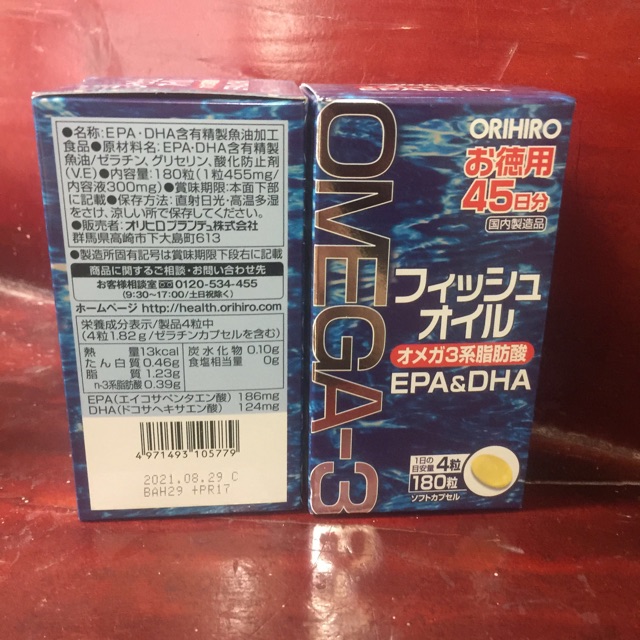 ●名称:EPA・DHA含有精製魚油加工
食品●原材料名:EPA・DHA含有精製
魚油/ゼラチン、グリセリン、酸化防止剤
(V.E)●内容量:180粒(1粒455mg/
内容液300mg)●賞味期限:本面下部
に記載●保存方法:直射日光・高温多湿
をさけ、涼しい所で保存してください。
●販売者:オリヒロプランデュ株式会社
群馬県高崎市下大島町613
●製造所固有記号は賞味期限下段右に記載
商品に関するご相談・お問い合わせ先
お客様相談室 0120-534-455
(9:30~17:00/土日祝除く)
ホームページ http://health.orihiro.com/
栄養成分表示/製品4粒中
(4粒1.82g/ゼラチンカプセルを含む)
熱量 13kcal 炭水化物 0.10g
たん白質 0.46g 食塩相当量 0g
脂質 1.23g
n-3系脂肪酸 0.39g
EPA(エイコサペンタエン酸) 186mg
DHA(ドコサヘキサエン酸) 124mg
4 971493 105779
2021.08.29 C
BAH29 +PR17
OMEGA-3
ORIHIRO
お徳用
45日分
国内製造品
フィッシュ
オイル
オメガ3系脂肪酸
EPA&DHA
1日の
目安量 4粒
180粒
ソフトカプセル